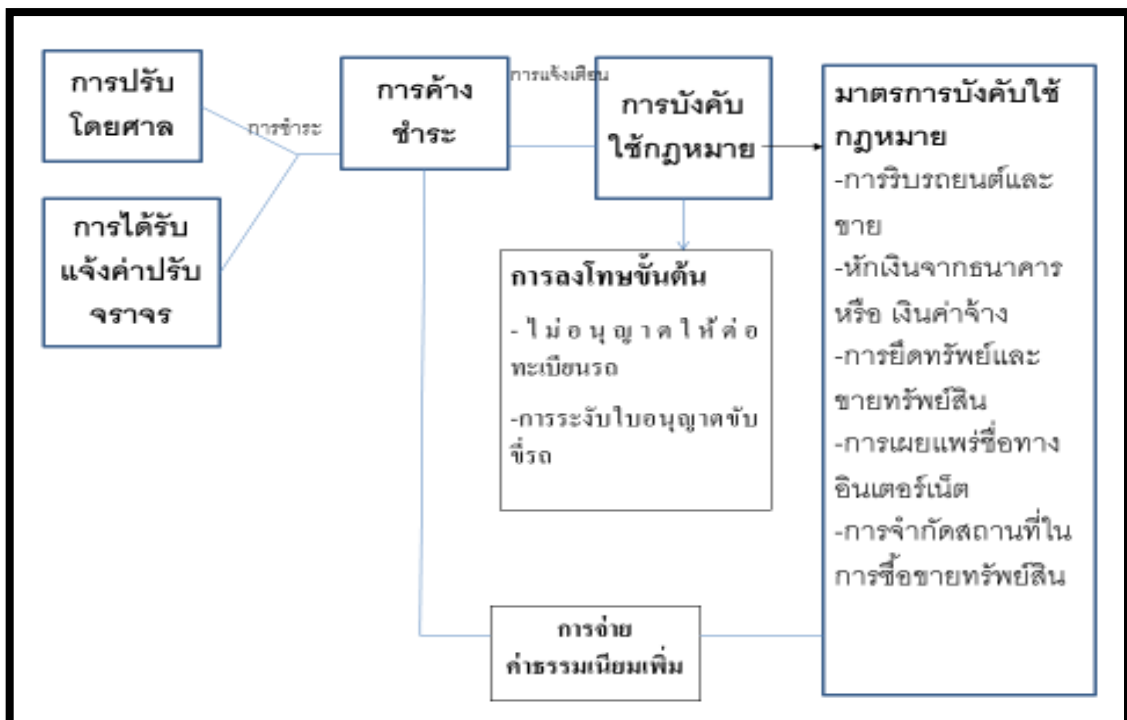 การปรับ
โดยศาล
การชำระ
การได้รับ
แจ้งค่าปรับ
จราจร
การค้าง
ชำระ
การแจ้งเตือน
การบังคับ
ใช้กฎหมาย
การลงโทษขั้นต้น
- ไม่อนุญาตให้ต่อ
ทะเบียนรถ
-การระงับใบอนุญาตขับ
ขี่รถ
มาตรการบังคับใช้
กฎหมาย
-การริบรถยนต์และ
ขาย
-หักเงินจากธนาคาร
หรือ เงินค่าจ้าง
-การยึดทรัพย์และ
ขายทรัพย์สิน
-การเผยแพร่ชื่อทาง
อินเตอร์เน็ต
-การจำกัดสถานที่ใน
การซื้อขายทรัพย์สิน
การจ่าย
ค่าธรรมเนียมเพิ่ม